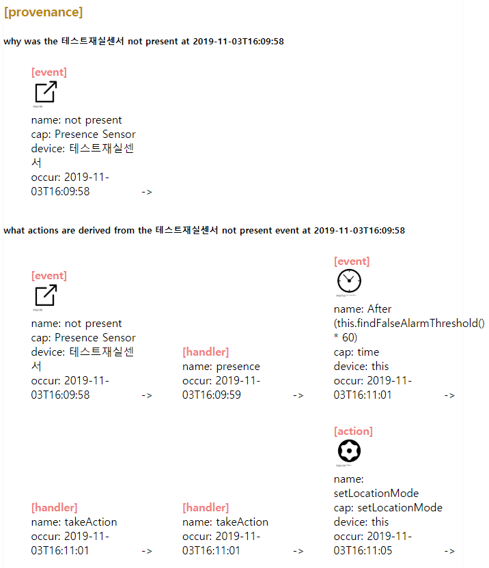 [provenance]
why was the 테스트재실센서 not present at 2019-11-03T16:09:58
[event]
name: not present
cap: Presence Sensor
device: 테스트재실센
서
occur: 2019-11-
03T16:09:58 ->
what actions are derived from the 테스트재실센서 not present event at 2019-11-03T16:09:58
[event]
name: not present
cap: Presence Sensor
device: 테스트재실센
서
occur: 2019-11-
03T16:09:58 ->
[handler]
name: presence
occur: 2019-11-
03T16:09:59 ->
[event]
name: After
(this.findFalseAlarmThreshold()
* 60)
cap: time
device: this
occur: 2019-11-
03T16:11:01 ->
[handler]
name: takeAction
occur: 2019-11-
03T16:11:01 ->
[handler]
name: takeAction
occur: 2019-11-
03T16:11:01 ->
[action]
name:
setLocationMode
cap: setLocationMode
device: this
occur: 2019-11-
03T16:11:05 ->